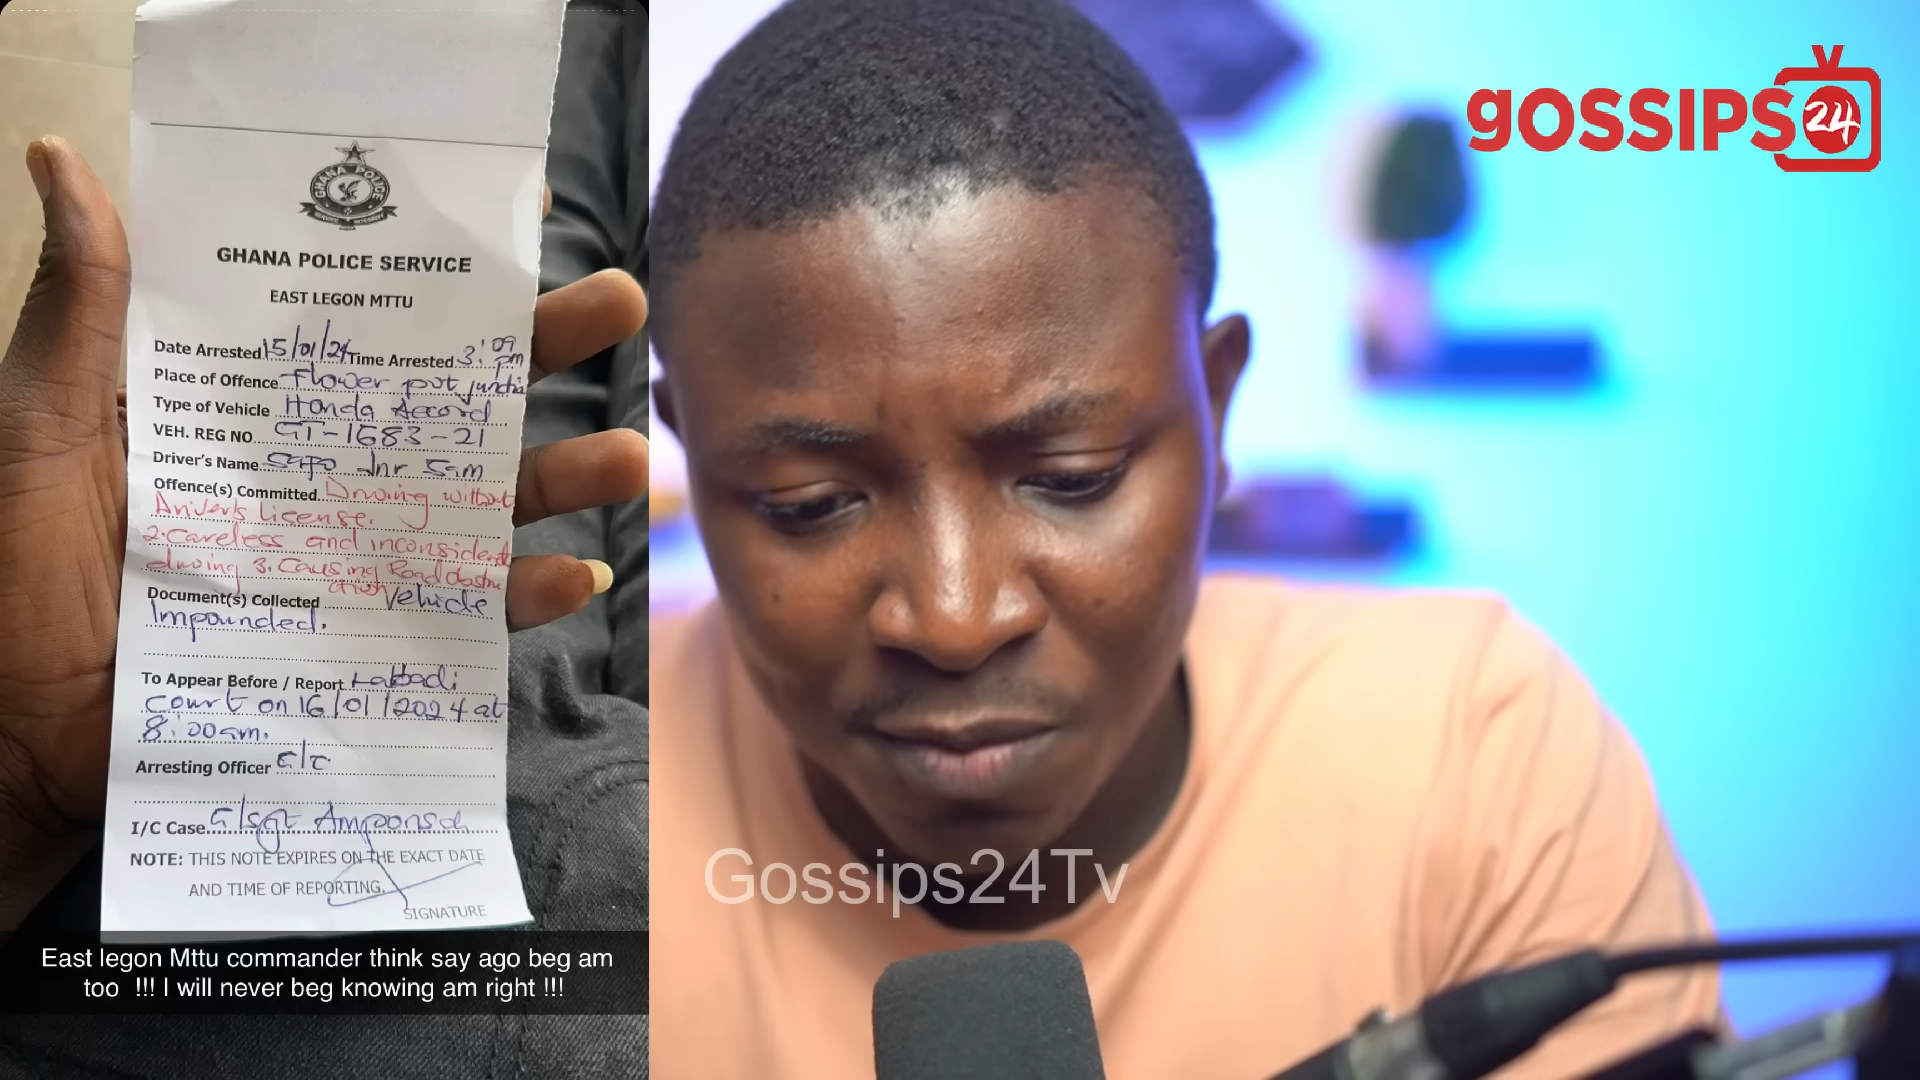 GHANA POLICE
GHANA POLICE SERVICE
EAST LEGON MTTU
Date Arrested 15/01/24 Time Arrested 3:09 pm
Place of Offence Flower pot junction
Type of Vehicle Honda Accord
VEH. REG NO. GT-1683-21
Driver's Name Sapo Jnr Sam
Offence(s) Committed Driving without
Driver's license.
2. Careless and inconsiderate
driving 3. Causing Road obstru
ction
Document(s) Collected Vehicle
Impounded.
To Appear Before / Report Labadi
Court on 16/01/2024 at
8:00am.
Arresting Officer
I/C Case G/Sgt Amponsah
NOTE: THIS NOTE EXPIRES ON THE EXACT DATE
AND TIME OF REPORTING.
SIGNATURE
East legon Mttu commander think say ago beg am
too !!! I will never beg knowing am right !!!
gOSSIPS24
Gossips24Tv